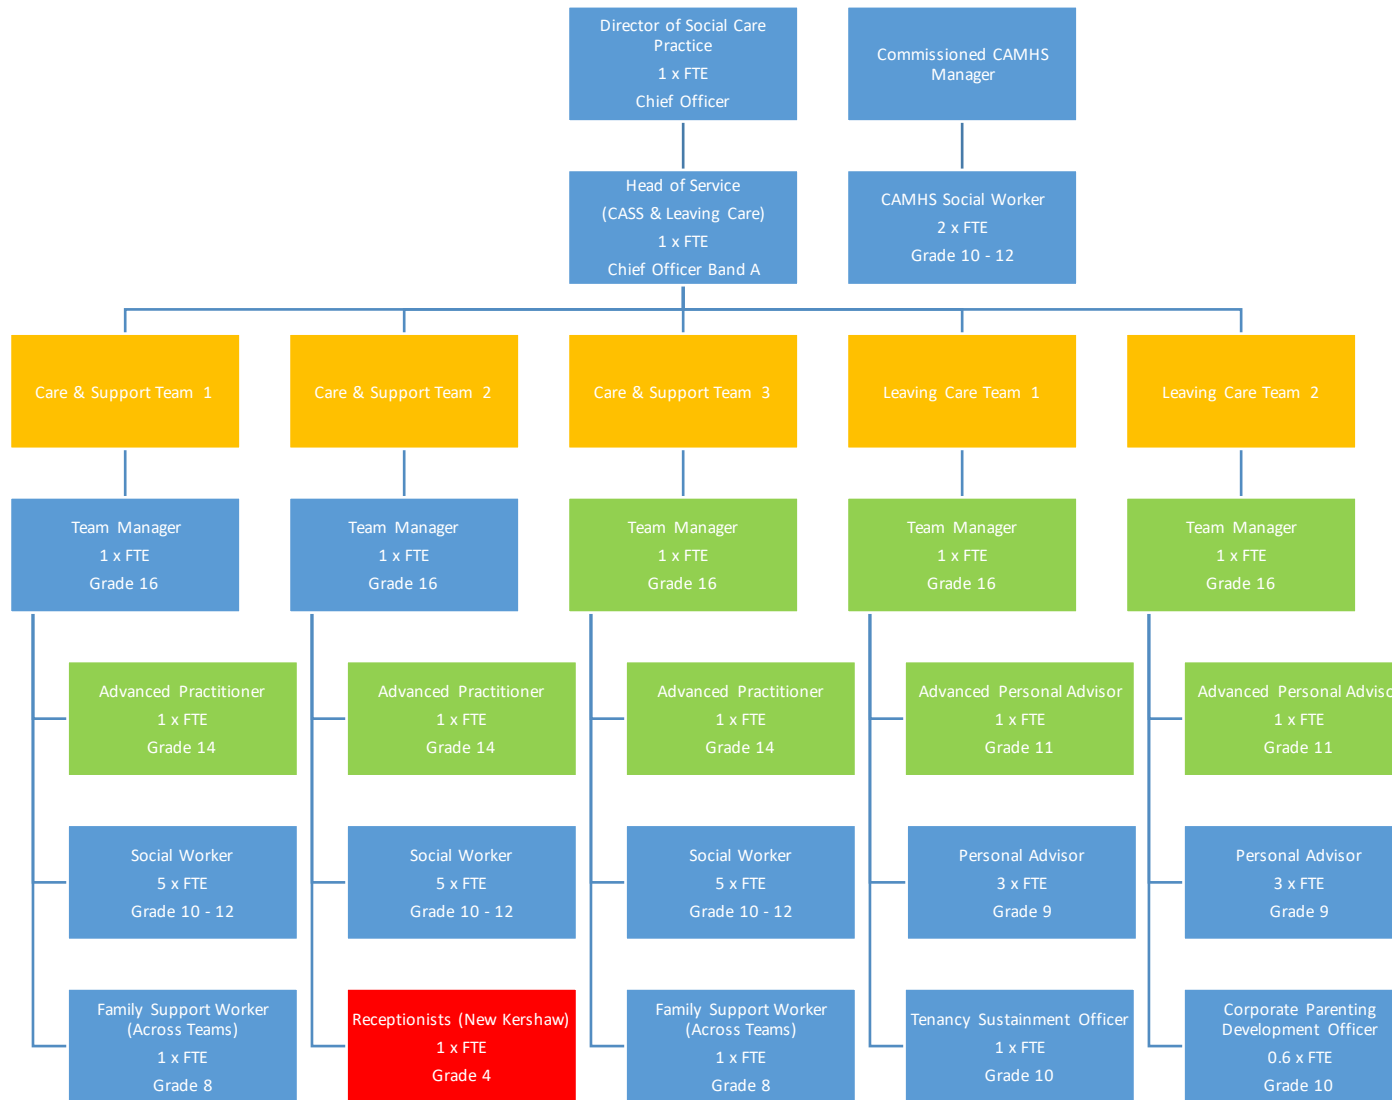 Director of Social Care
Practice
1 x FTE
Chief Officer
Commissioned CAMHS
Manager
Head of Service
(CASS & Leaving Care)
1 x FTE
Chief Officer Band A
CAMHS Social Worker
2 x FTE
Grade 10 - 12
Care & Support Team 1
Care & Support Team 2
Care & Support Team 3
Leaving Care Team 1
Leaving Care Team 2
Team Manager
1 x FTE
Grade 16
Team Manager
1 x FTE
Grade 16
Team Manager
1 x FTE
Grade 16
Team Manager
1 x FTE
Grade 16
Team Manager
1 x FTE
Grade 16
Advanced Practitioner
1 x FTE
Grade 14
Advanced Practitioner
1 x FTE
Grade 14
Advanced Practitioner
1 x FTE
Grade 14
Advanced Personal Advisor
1 x FTE
Grade 11
Advanced Personal Advisor
1 x FTE
Grade 11
Social Worker
5 x FTE
Grade 10 - 12
Social Worker
5 x FTE
Grade 10 - 12
Social Worker
5 x FTE
Grade 10 - 12
Personal Advisor
3 x FTE
Grade 9
Personal Advisor
3 x FTE
Grade 9
Family Support Worker
(Across Teams)
1 x FTE
Grade 8
Receptionists (New Kershaw)
1 x FTE
Grade 4
Family Support Worker
(Across Teams)
1 x FTE
Grade 8
Tenancy Sustainment Officer
1 x FTE
Grade 10
Corporate Parenting
Development Officer
0.6 x FTE
Grade 10